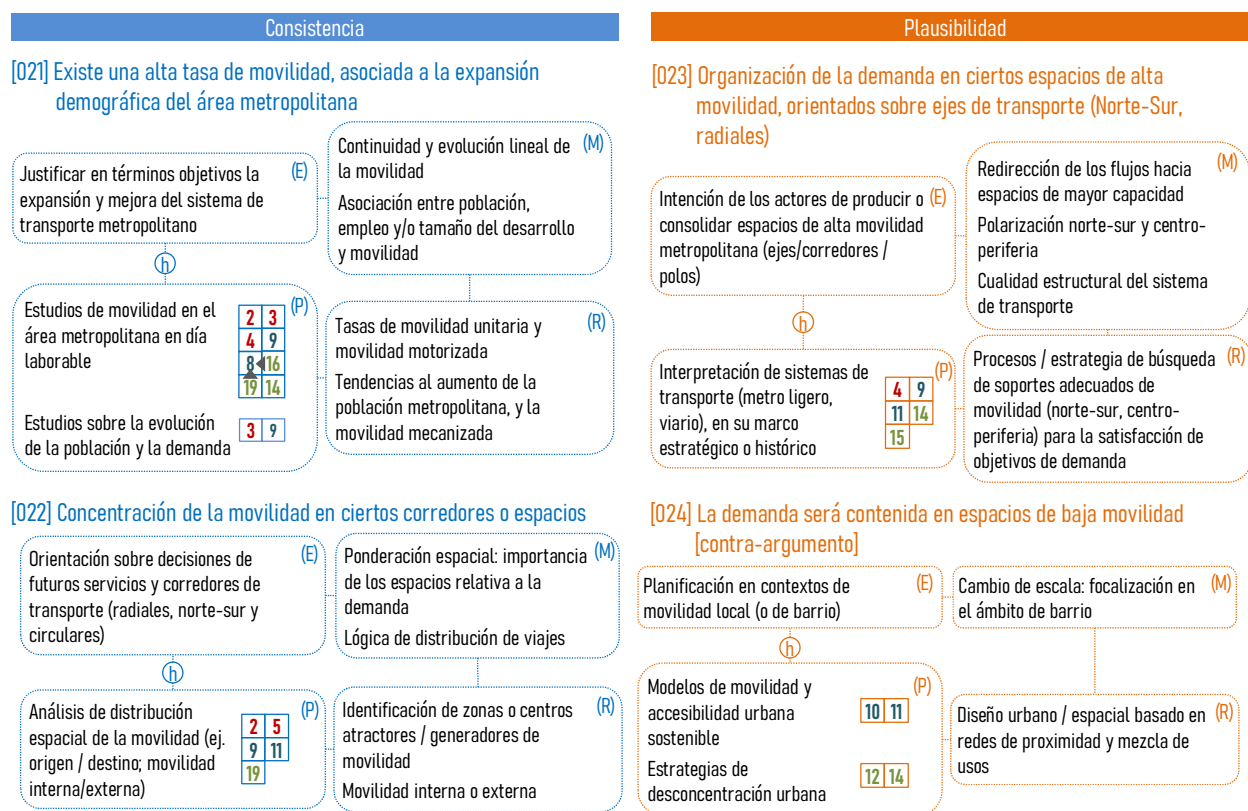 Consistencia
[021] Existe una alta tasa de movilidad, asociada a la expansión
demográfica del área metropolitana
Justificar en términos objetivos la
expansión y mejora del sistema de
transporte metropolitano
(E)
Continuidad y evolución lineal de
la movilidad
Asociación entre población,
empleo y/o tamaño del desarrollo
y movilidad
(M)
h
Estudios de movilidad en el
área metropolitana en día
laborable
2 3
4 9
8 16
19 14
Estudios sobre la evolución
de la población y la demanda
3 9
(P)
Tasas de movilidad unitaria y
movilidad motorizada
Tendencias al aumento de la
población metropolitana, y la
movilidad mecanizada
(R)
[022] Concentración de la movilidad en ciertos corredores o espacios
Orientación sobre decisiones de
futuros servicios y corredores de
transporte (radiales, norte-sur y
circulares)
(E)
Ponderación espacial: importancia
de los espacios relativa a la
demanda
Lógica de distribución de viajes
(M)
h
Análisis de distribución
espacial de la movilidad (ej.
origen / destino; movilidad
interna/externa)
2 5
9 11
19
(P)
Identificación de zonas o centros
atractores / generadores de
movilidad
Movilidad interna o externa
(R)
Plausibilidad
[023] Organización de la demanda en ciertos espacios de alta
movilidad, orientados sobre ejes de transporte (Norte-Sur,
radiales)
Intención de los actores de producir o
consolidar espacios de alta movilidad
metropolitana (ejes/corredores /
polos)
(E)
Redirección de los flujos hacia
espacios de mayor capacidad
Polarización norte-sur y centro-
periferia
Cualidad estructural del sistema
de transporte
(M)
h
Interpretación de sistemas de
transporte (metro ligero,
viario), en su marco
estratégico o histórico
4 9
11 14
15
(P)
Procesos / estrategia de búsqueda
de soportes adecuados de
movilidad (norte-sur, centro-
periferia) para la satisfacción de
objetivos de demanda
(R)
[024] La demanda será contenida en espacios de baja movilidad
[contra-argumento]
Planificación en contextos de
movilidad local (o de barrio)
(E)
Cambio de escala: focalización en
el ámbito de barrio
(M)
h
Modelos de movilidad y
accesibilidad urbana
sostenible
10 11
Estrategias de
desconcentración urbana
12 14
(P)
Diseño urbano / espacial basado en
redes de proximidad y mezcla de
usos
(R)